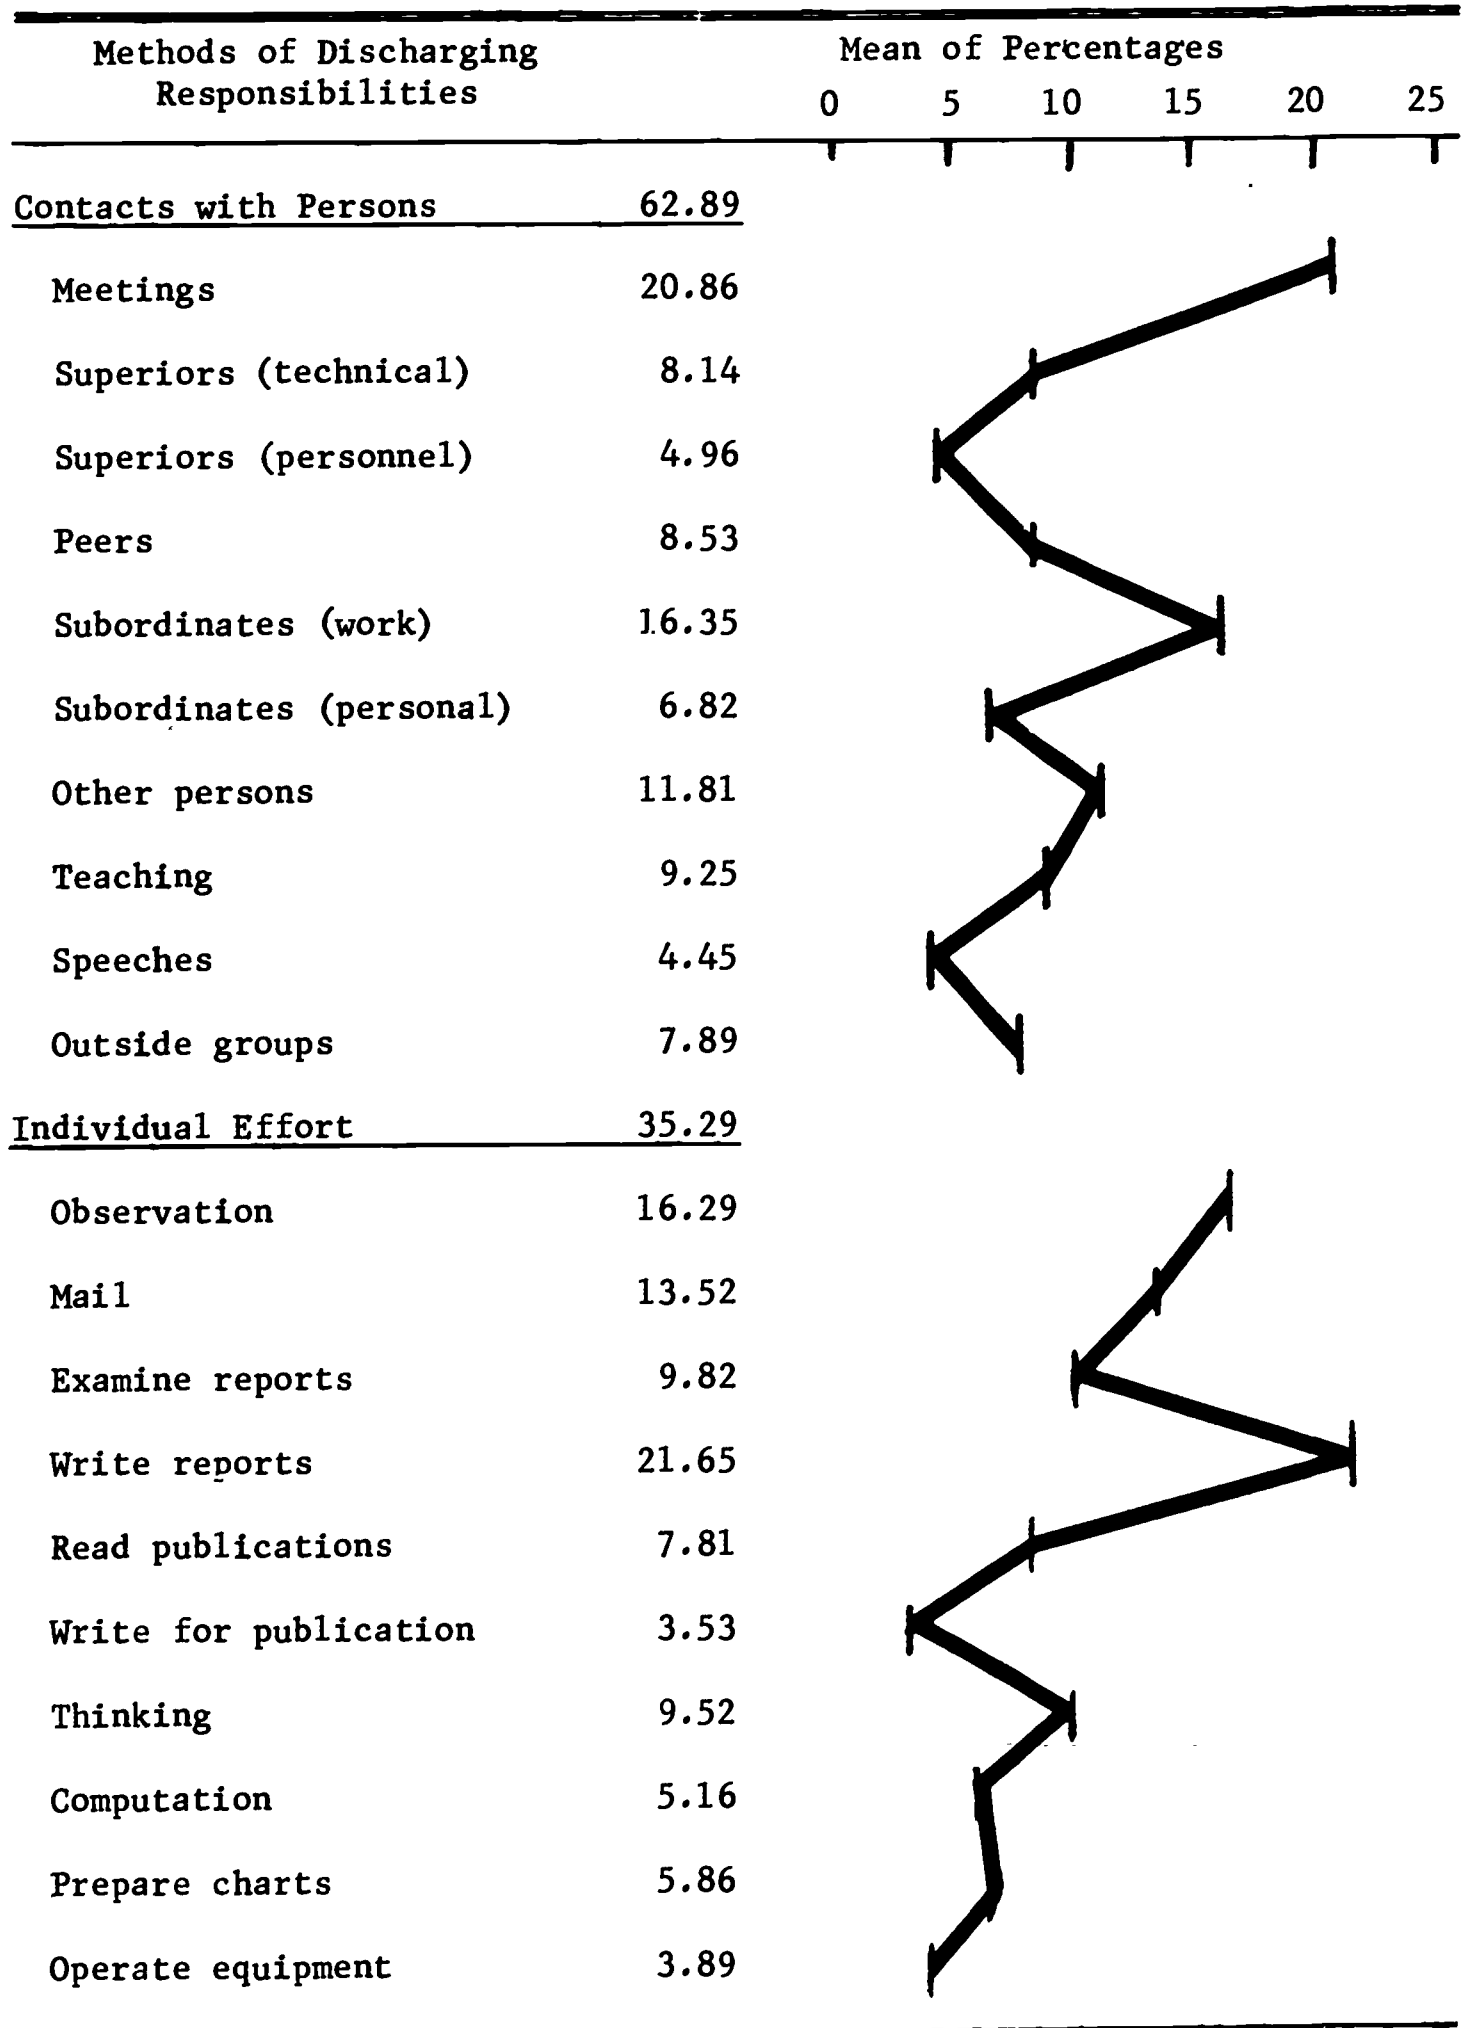 Methods of Discharging Mean of Percentages
Responsibilities
0 5 10 15 20 25
Contacts with Persons 62.89
Meetings 20.86
Superiors (technical) 8.14
Superiors (personnel) 4.96
Peers 8.53
Subordinates (work) 16.35
Subordinates (personal) 6.82
Other persons 11.81
Teaching 9.25
Speeches 4.45
Outside groups 7.89
Individual Effort 35.29
Observation 16.29
Mail 13.52
Examine reports 9.82
Write reports 21.65
Read publications 7.81
Write for publication 3.53
Thinking 9.52
Computation 5.16
Prepare charts 5.86
Operate equipment 3.89